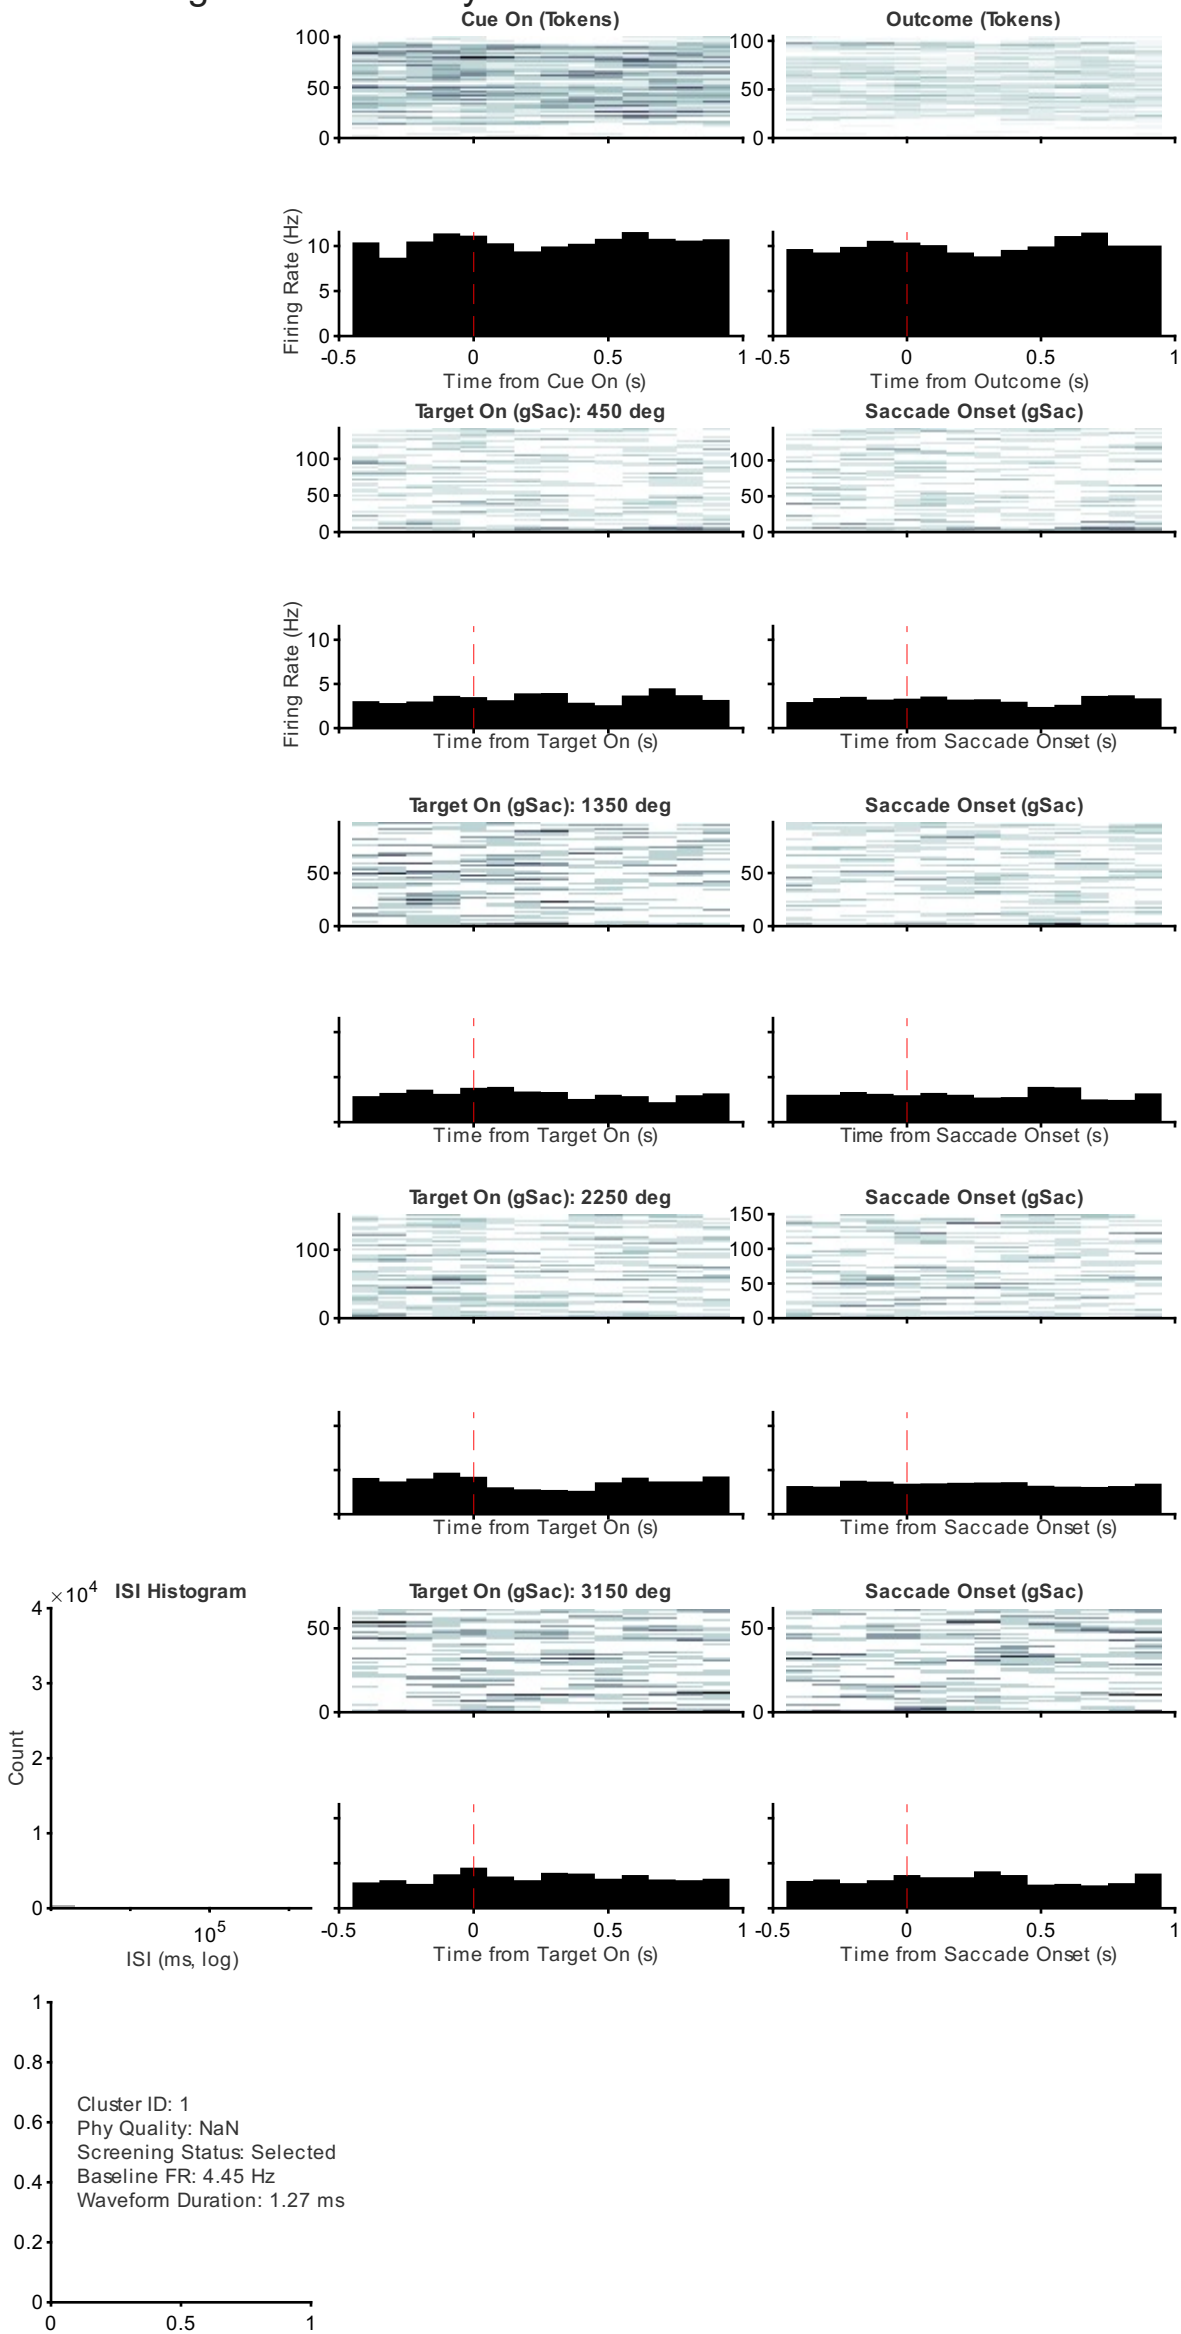 Cue On (Tokens)
Outcome (Tokens)
100
50
0
100
50
0
Firing Rate (Hz)
10
5
0
-0.5 0 0.5 1
-0.5 0 0.5 1
Time from Cue On (s)
Time from Outcome (s)
Target On (gSac): 450 deg
Saccade Onset (gSac)
100
50
0
100
50
0
Firing Rate (Hz)
10
5
0
Time from Target On (s)
Time from Saccade Onset (s)
Target On (gSac): 1350 deg
Saccade Onset (gSac)
50
0
50
0
Time from Target On (s)
Time from Saccade Onset (s)
Target On (gSac): 2250 deg
Saccade Onset (gSac)
100
0
150
100
50
0
Time from Target On (s)
Time from Saccade Onset (s)
×10^4
ISI Histogram
Target On (gSac): 3150 deg
Saccade Onset (gSac)
4
3
2
1
0
Count
10^5
ISI (ms, log)
50
0
50
0
-0.5 0 0.5 1
-0.5 0 0.5 1
Time from Target On (s)
Time from Saccade Onset (s)
1
0.8
0.6
0.4
0.2
0
Cluster ID: 1
Phy Quality: NaN
Screening Status: Selected
Baseline FR: 4.45 Hz
Waveform Duration: 1.27 ms
0 0.5 1